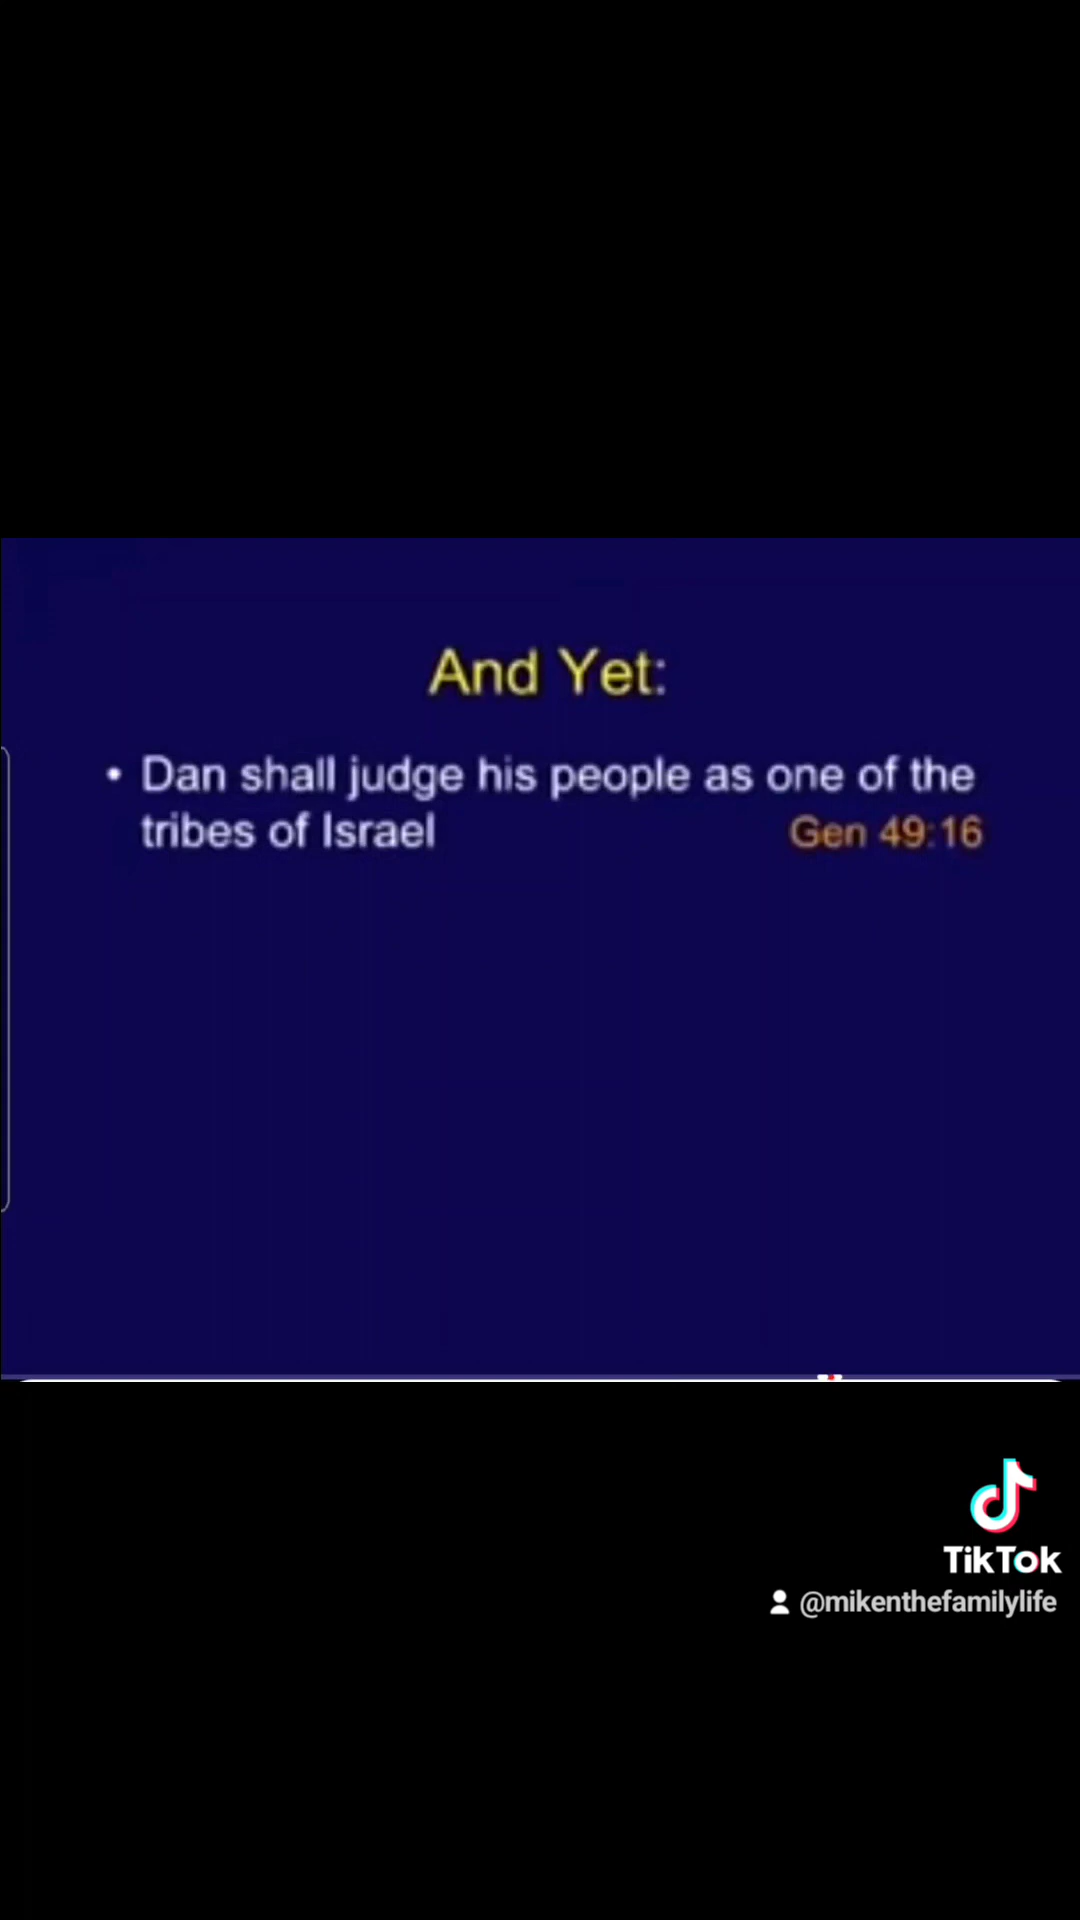 And Yet:
• Dan shall judge his people as one of the
tribes of Israel Gen 49:16
TikTok
@mikenthefamilylife